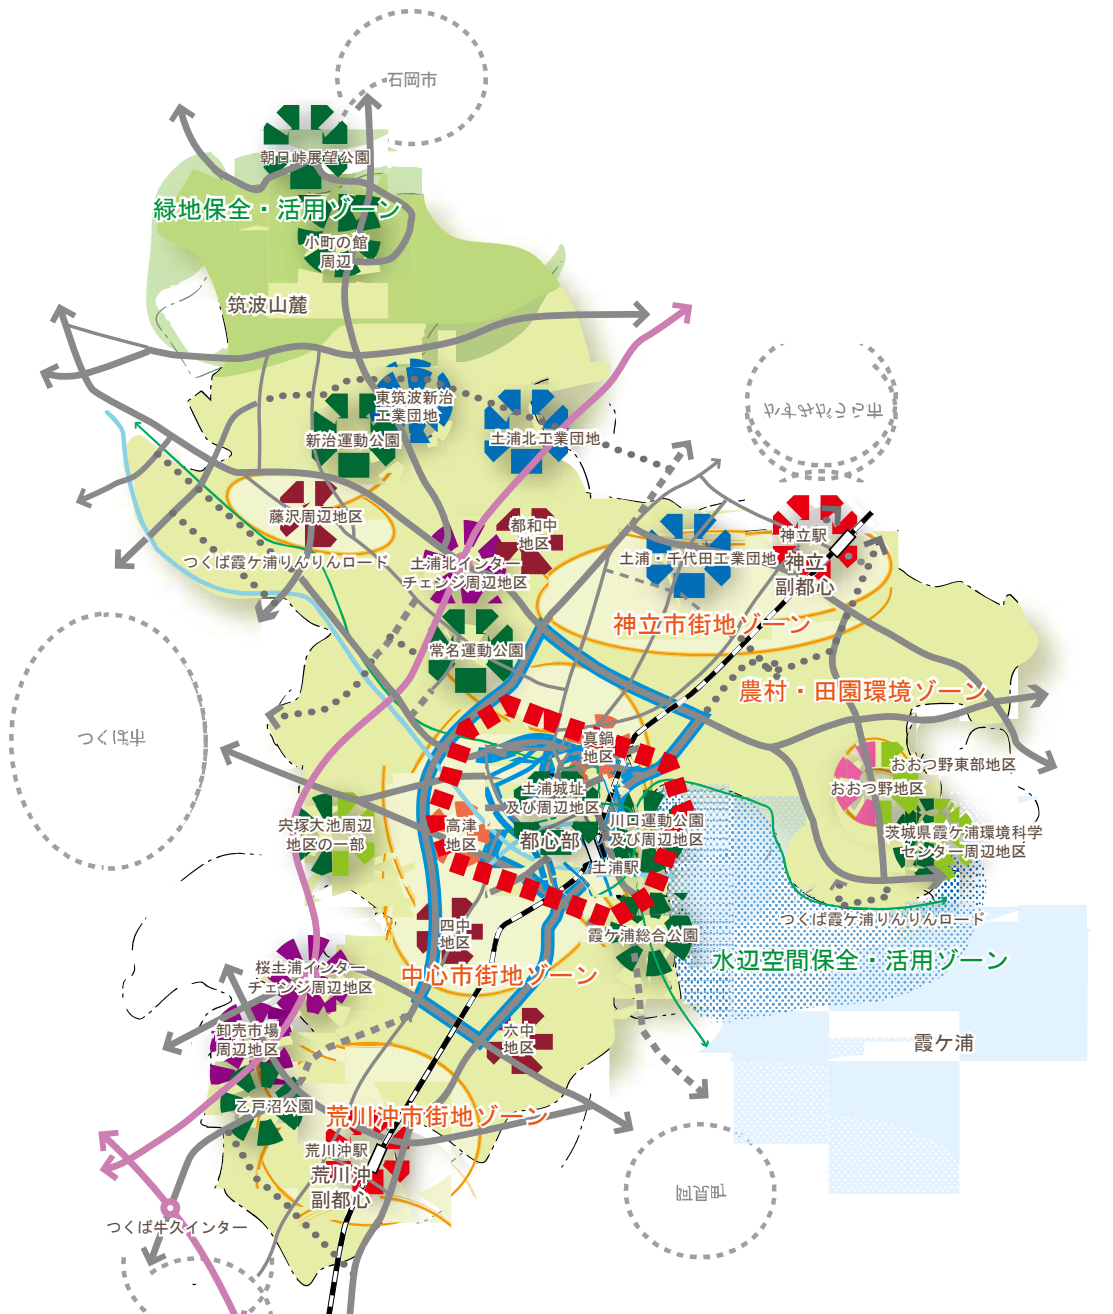 石岡市
朝日峠展望公園
緑地保全・活用ゾーン
小町の館
周辺
筑波山麓
東筑波新治
工業団地
かすみがうら市
新治運動公園
土浦北工業団地
藤沢周辺地区
都和中
地区
神立駅
つくば霞ケ浦りんりんロード
土浦北インター
チェンジ周辺地区
土浦・千代田工業団地
神立
副都心
神立市街地ゾーン
常名運動公園
農村・田園環境ゾーン
つくば市
真鍋
地区
おおつ野東部地区
おおつ野地区
土浦城址
及び周辺地区
川口運動公園
及び周辺地区
宍塚大池周辺
地区の一部
高津
地区
都心部
茨城県霞ケ浦環境科学
センター周辺地区
土浦駅
つくば霞ケ浦りんりんロード
四中
地区
霞ケ浦総合公園
水辺空間保全・活用ゾーン
中心市街地ゾーン
桜土浦インター
チェンジ周辺地区
卸売市場
周辺地区
六中
地区
霞ケ浦
乙戸沼公園
荒川沖市街地ゾーン
荒川沖駅
荒川沖
副都心
阿見町
つくば牛久インター